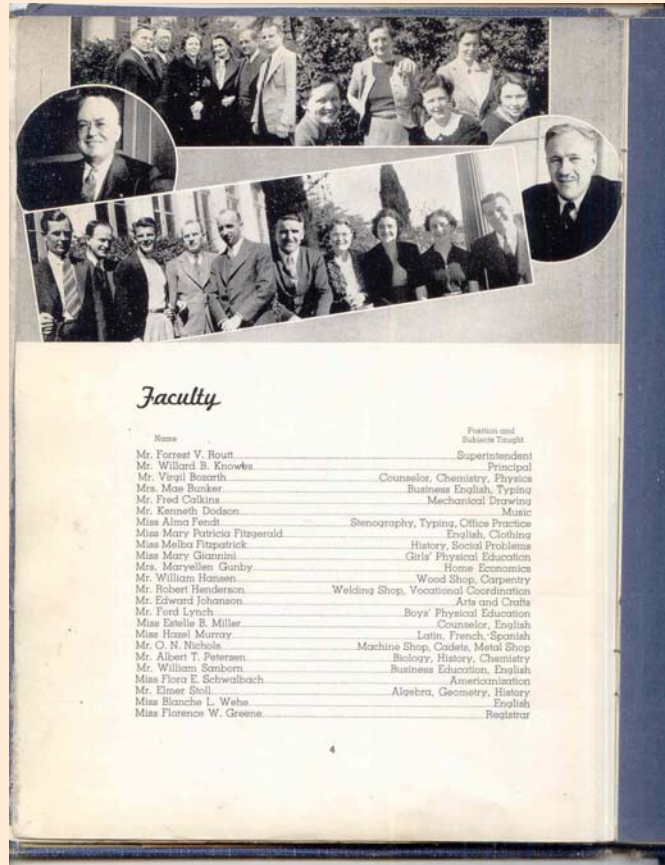 Faculty
Name
Position and
Subjects Taught
Mr. Forrest V. Routt Superintendent
Mr. Willard B. Knowles Principal
Mr. Virgil Bozarth Counselor, Chemistry, Physics
Mrs. Mae Bunker Business English, Typing
Mr. Fred Calkins Mechanical Drawing
Mr. Kenneth Dodson Music
Miss Alma Fendt Stenography, Typing, Office Practice
Miss Mary Patricia Fitzgerald English, Clothing
Miss Melba Fitzpatrick History, Social Problems
Miss Mary Giannini Girls' Physical Education
Mrs. Maryellen Gunby Home Economics
Mr. William Hansen Wood Shop, Carpentry
Mr. Robert Henderson Welding Shop, Vocational Coordination
Mr. Edward Johanson Arts and Crafts
Mr. Ford Lynch Boys' Physical Education
Miss Estelle B. Miller Counselor, English
Miss Hazel Murray Latin, French, Spanish
Mr. O. N. Nichols Machine Shop, Cadets, Metal Shop
Mr. Albert T. Petersen Biology, History, Chemistry
Mr. William Sanborn Business Education, English
Miss Flora E. Schwalbach Americanization
Mr. Elmer Stoll Algebra, Geometry, History
Miss Blanche L. Wehe English
Miss Florence W. Greene Registrar
4